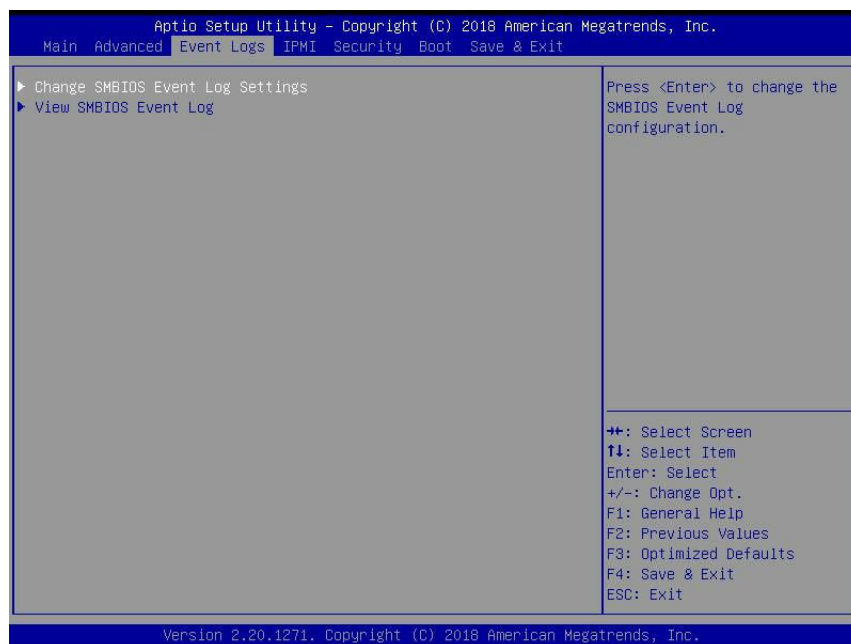 Aptio Setup Utility – Copyright (C) 2018 American Megatrends, Inc.
Main Advanced Event Logs IPMI Security Boot Save & Exit
▶ Change SMBIOS Event Log Settings
▶ View SMBIOS Event Log
Press <Enter> to change the
SMBIOS Event Log
configuration.
→←: Select Screen
↑↓: Select Item
Enter: Select
+/-: Change Opt.
F1: General Help
F2: Previous Values
F3: Optimized Defaults
F4: Save & Exit
ESC: Exit
Version 2.20.1271. Copyright (C) 2018 American Megatrends, Inc.